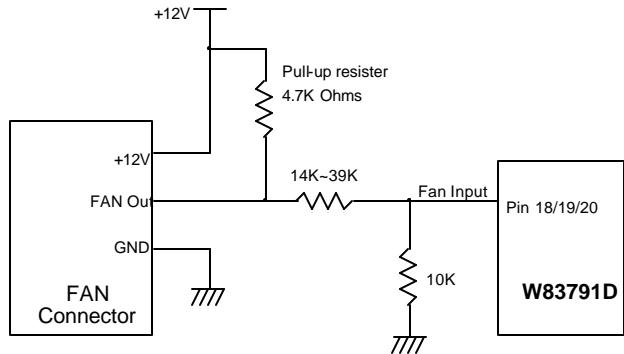 +12V
Pull-up resister
4.7K Ohms
+12V
14K~39K
FAN Out
Fan Input
Pin 18/19/20
GND
10K
W83791D
FAN
Connector